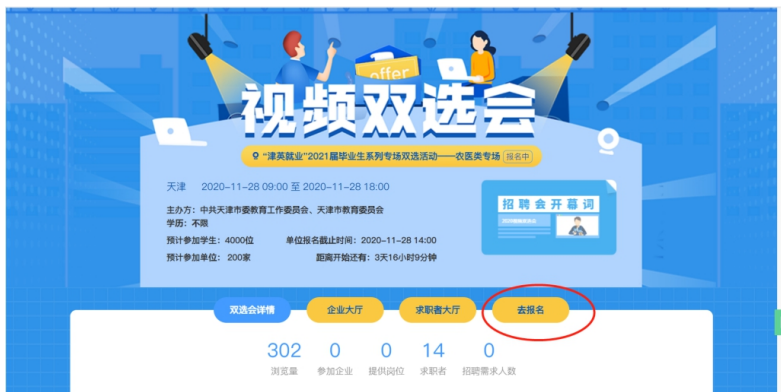 offer
视频双选会
“津英就业”2021届毕业生系列专场双选活动——农医类专场 报名中
天津 2020-11-28 09:00 至 2020-11-28 18:00
主办方：中共天津市委教育工作委员会、天津市教育委员会
学历：不限
预计参加学生：4000位 单位报名截止时间：2020-11-28 14:00
预计参加单位： 200家 距离开始还有：3天16小时9分钟
招聘会开幕词
双选会详情 企业大厅 求职者大厅 去报名
302 0 0 14 0
浏览量 参加企业 提供岗位 求职者 招聘需求人数